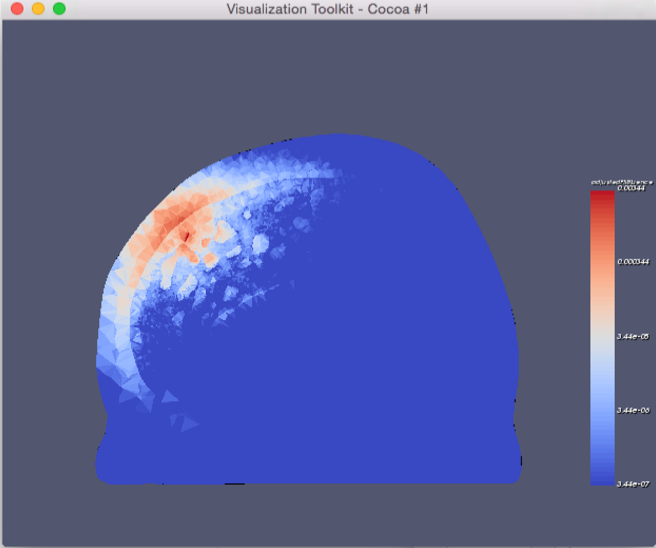 Visualization Toolkit - Cocoa #1
0.00344
0.000344
3.44e-05
3.44e-06
3.44e-07